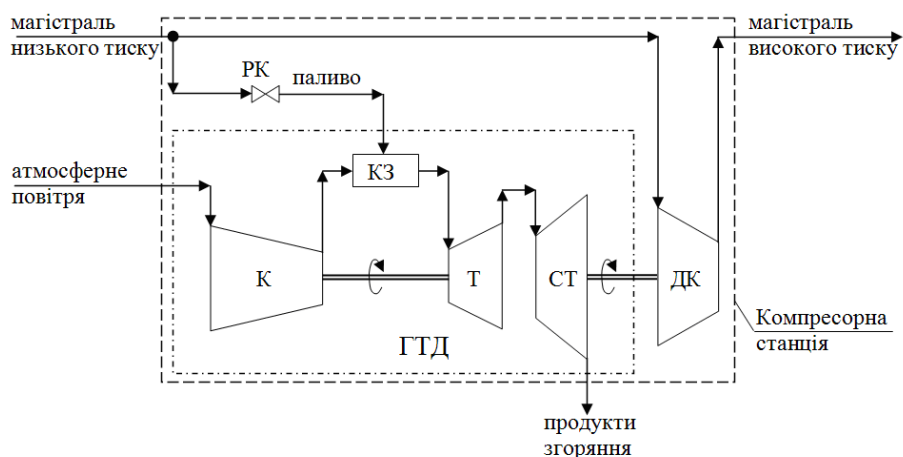 магістраль
низького тиску
магістраль
високого тиску
РК
паливо
атмосферне
повітря
КЗ
К
Т
СТ
ДК
ГТД
Компресорна
станція
продукти
згоряння